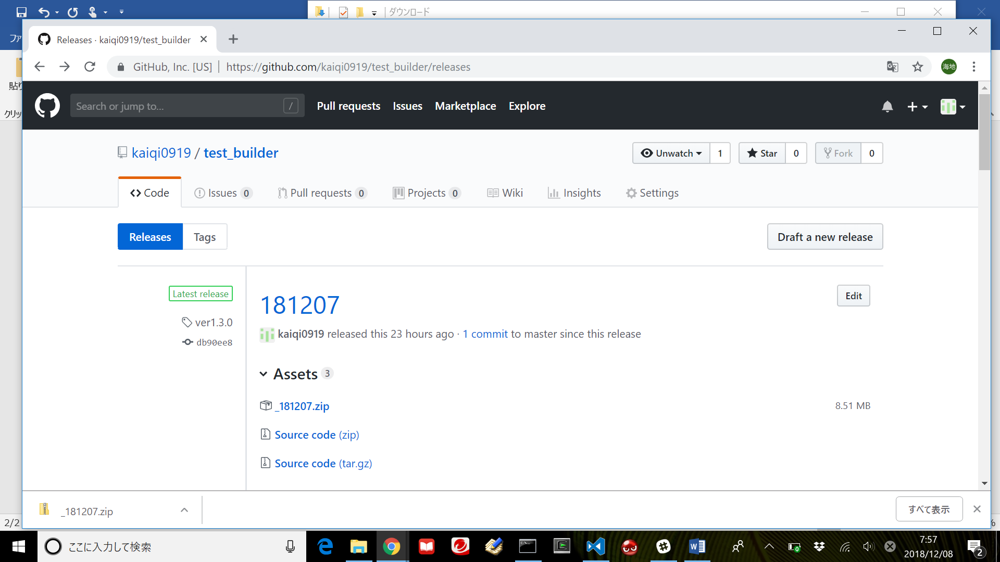 ダウンロード
ファ
Releases · kaiqi0919/test_builder
GitHub, Inc. [US] | https://github.com/kaiqi0919/test_builder/releases
海地
貼り
クリッ
Search or jump to... /
Pull requests Issues Marketplace Explore
kaiqi0919 / test_builder
Unwatch 1 Star 0 Fork 0
Code Issues 0 Pull requests 0 Projects 0 Wiki Insights Settings
Releases Tags
Draft a new release
Latest release
181207
Edit
ver1.3.0
kaiqi0919 released this 23 hours ago · 1 commit to master since this release
db90ee8
Assets 3
_181207.zip 8.51 MB
Source code (zip)
Source code (tar.gz)
_181207.zip
すべて表示
2/2
%
ここに入力して検索
7:57
2018/12/08
2